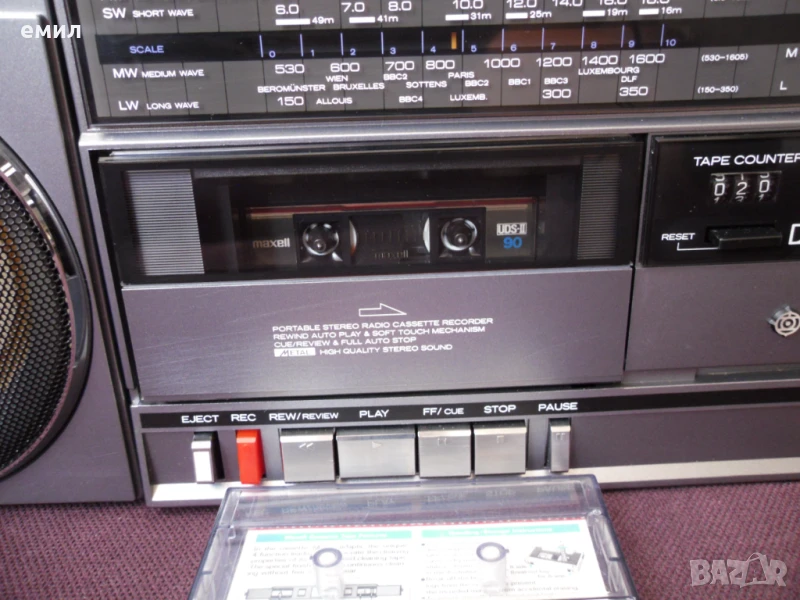 емил
SW SHORT WAVE 6.0 7.0 8.0 10.0 12.0 14.0 16.0 18.0
49m 41m 31m 25m 19m 16m
SCALE 0 1 2 3 4 5 6 7 8 9 10
MW MEDIUM WAVE 530 600 700 800 1000 1200 1400 1600 (530-1605) M
WIEN BBC2 PARIS LUXEMBOURG
BEROMÜNSTER BRUXELLES SOTTENS BBC2 BBC1 BBC3 DLF
LW LONG WAVE 150 ALLOUIS BBC4 LUXEMB. 300 350 (150-350) L
TAPE COUNTER
020
RESET
maxell UDS-II
90
maxell
PORTABLE STEREO RADIO CASSETTE RECORDER
REWIND AUTO PLAY & SOFT TOUCH MECHANISM
CUE/REVIEW & FULL AUTO STOP
METAL HIGH QUALITY STEREO SOUND
EJECT REC REW/REVIEW PLAY FF/CUE STOP PAUSE
BAZAR